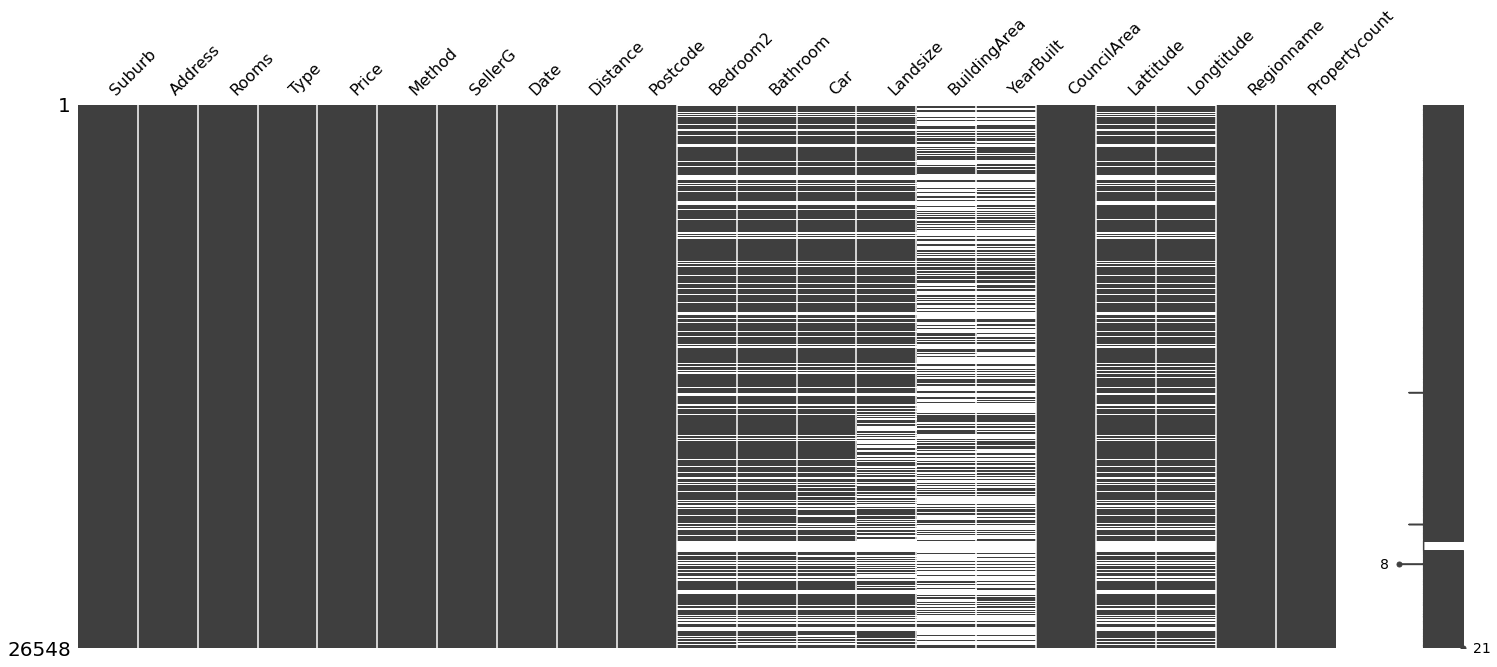 Suburb
Address
Rooms
Type
Price
Method
SellerG
Date
Distance
Postcode
Bedroom2
Bathroom
Car
Landsize
BuildingArea
YearBuilt
CouncilArea
Lattitude
Longtitude
Regionname
Propertycount
1
8
26548
21